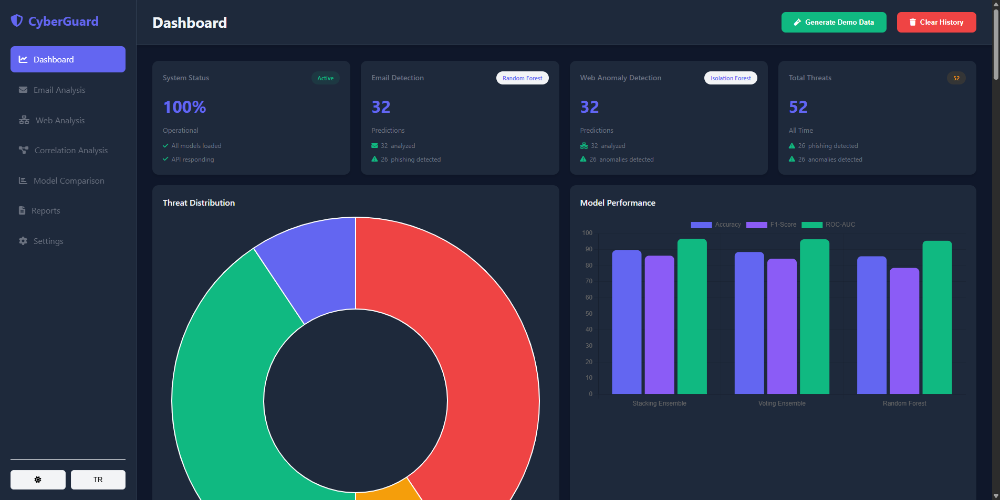 CyberGuard
Dashboard
Email Analysis
Web Analysis
Correlation Analysis
Model Comparison
Reports
Settings
TR
Dashboard
Generate Demo Data
Clear History
System Status
Active
100%
Operational
All models loaded
API responding
Email Detection
Random Forest
32
Predictions
32 analyzed
26 phishing detected
Web Anomaly Detection
Isolation Forest
32
Predictions
32 analyzed
26 anomalies detected
Total Threats
52
52
All Time
26 phishing detected
26 anomalies detected
Threat Distribution
Model Performance
Accuracy F1-Score ROC-AUC
100
90
80
70
60
50
40
30
20
10
0
Stacking Ensemble Voting Ensemble Random Forest